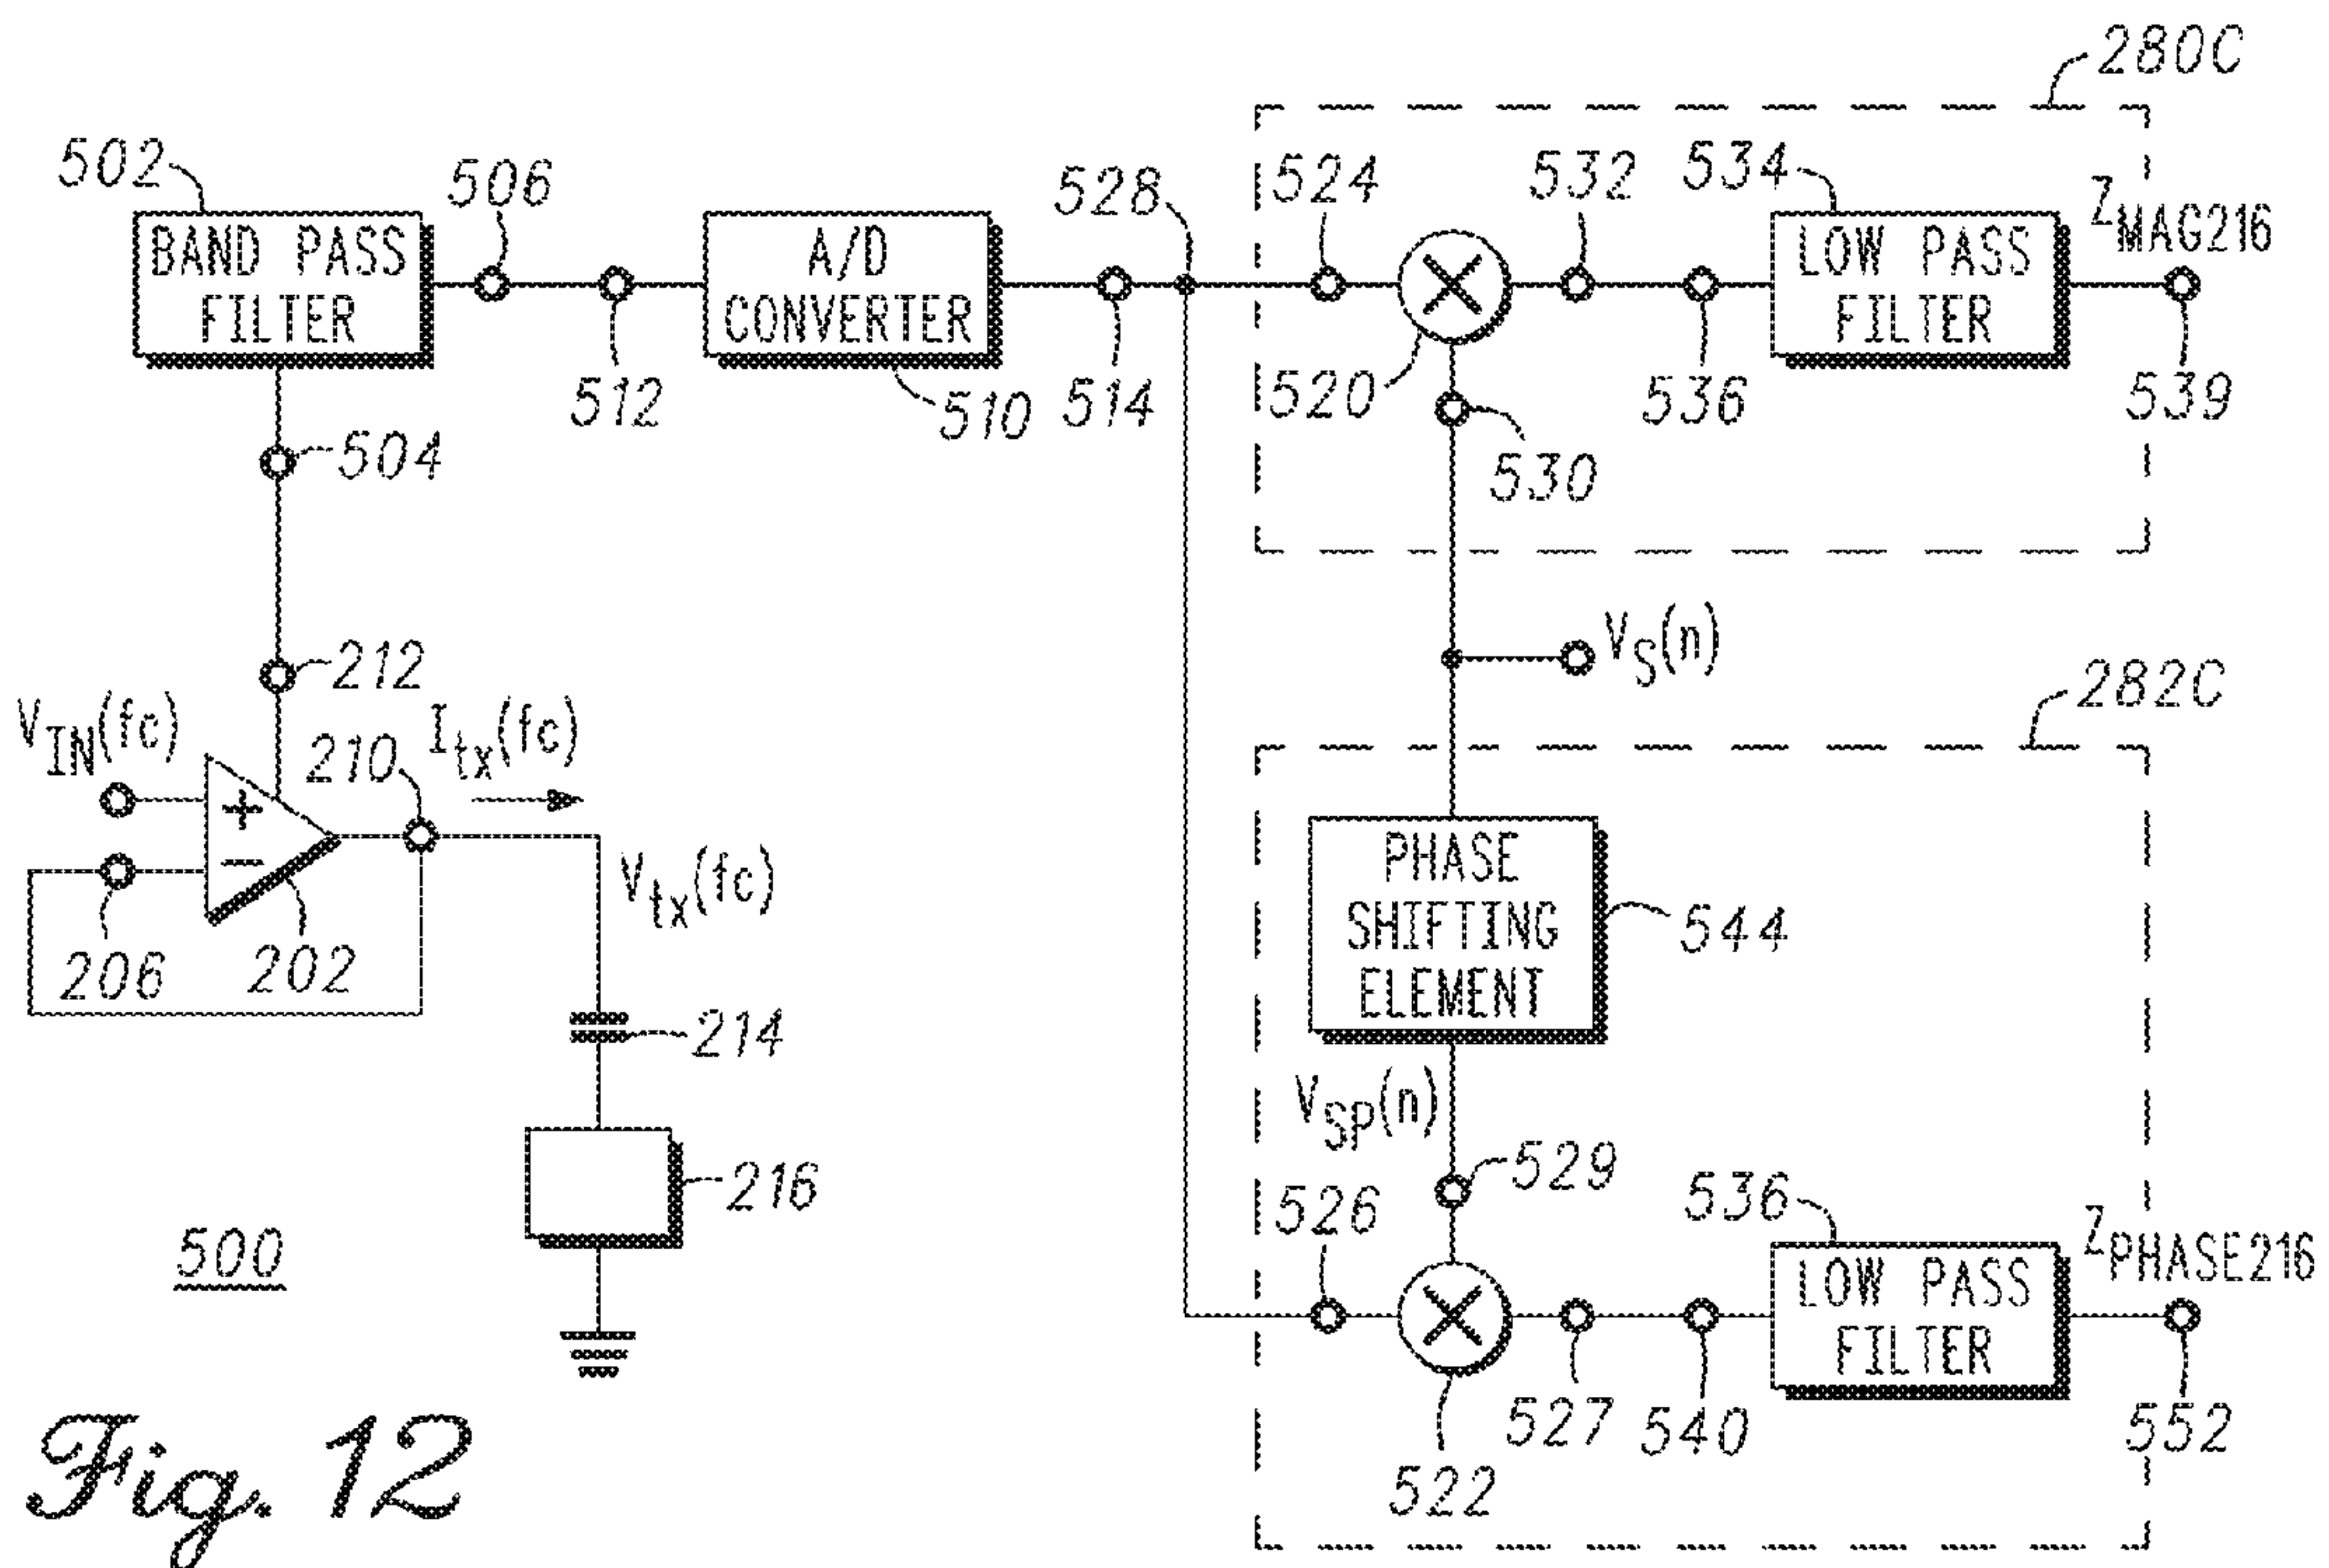 280C
502
506
528
524
532
534
Z_MAG216
BAND PASS
FILTER
A/D
CONVERTER
LOW PASS
FILTER
512
510
514
520
536
539
504
530
212
V_S(n)
282C
V_IN(fc)
210
I_tx(fc)
+
−
V_tx(fc)
PHASE
SHIFTING
ELEMENT
544
206
202
214
V_SP(n)
529
216
526
536
Z_PHASE216
500
LOW PASS
FILTER
527
540
552
522
Fig. 12